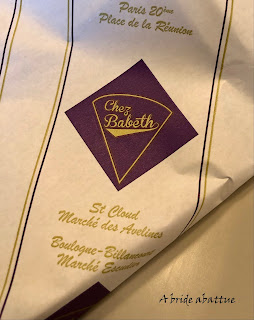 Paris 20ème
Place de la Réunion
Chez
Babeth
St Cloud
Marché des Avelines
Boulogne-Billancourt
Marché
A bride abattue